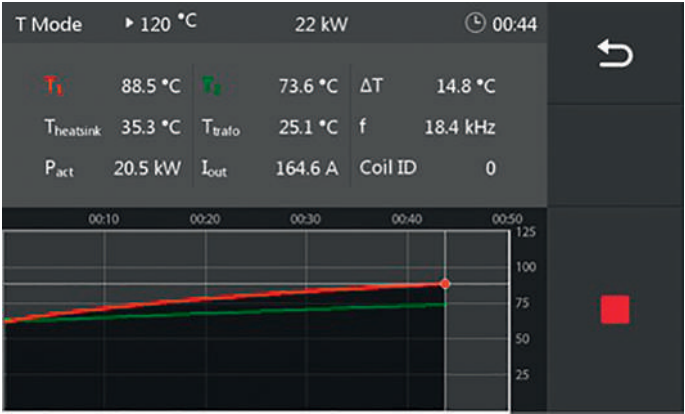 T Mode ▶ 120 °C 22 kW 00:44
T₁ 88.5 °C T₂ 73.6 °C ΔT 14.8 °C
Theatsink 35.3 °C Ttrafo 25.1 °C f 18.4 kHz
Pact 20.5 kW Iout 164.6 A Coil ID 0
00:10 00:20 00:30 00:40 00:50
125
100
75
50
25